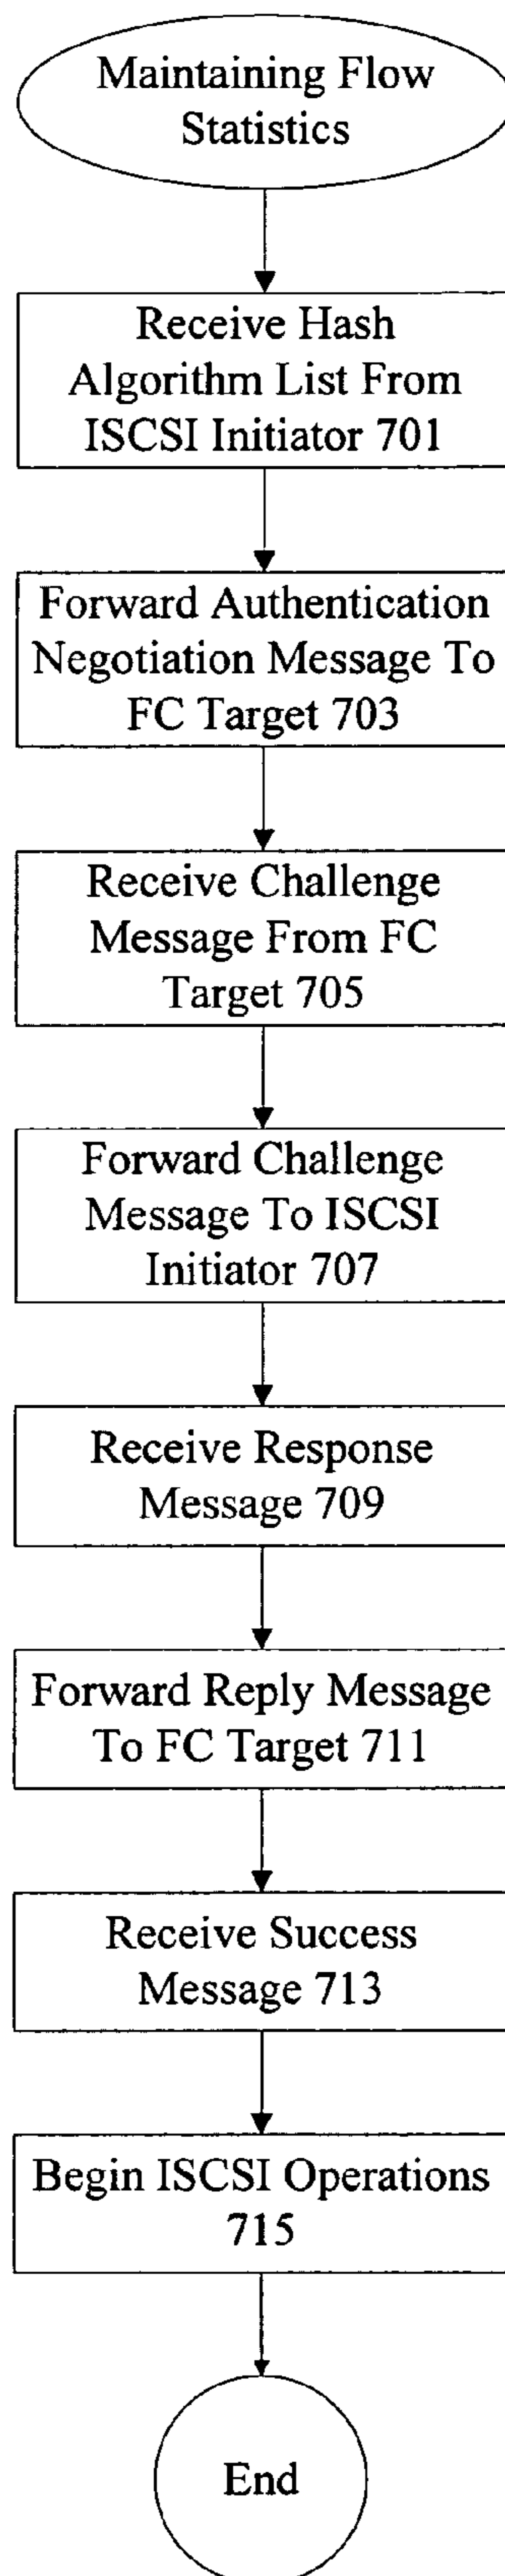 Maintaining Flow
Statistics
Receive Hash
Algorithm List From
ISCSI Initiator 701
Forward Authentication
Negotiation Message To
FC Target 703
Receive Challenge
Message From FC
Target 705
Forward Challenge
Message To ISCSI
Initiator 707
Receive Response
Message 709
Forward Reply Message
To FC Target 711
Receive Success
Message 713
Begin ISCSI Operations
715
End